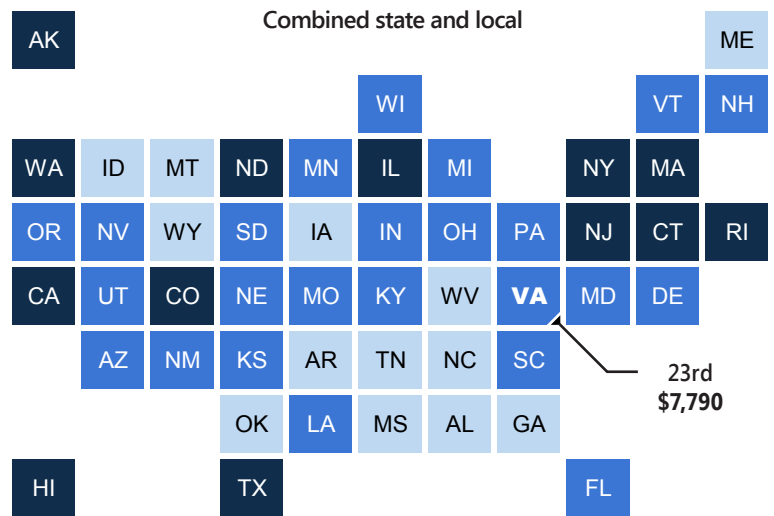 Combined state and local
AK ME
WI VT NH
WA ID MT ND MN IL MI NY MA
OR NV WY SD IA IN OH PA NJ CT RI
CA UT CO NE MO KY WV VA MD DE
AZ NM KS AR TN NC SC
23rd
$7,790
OK LA MS AL GA
HI TX FL